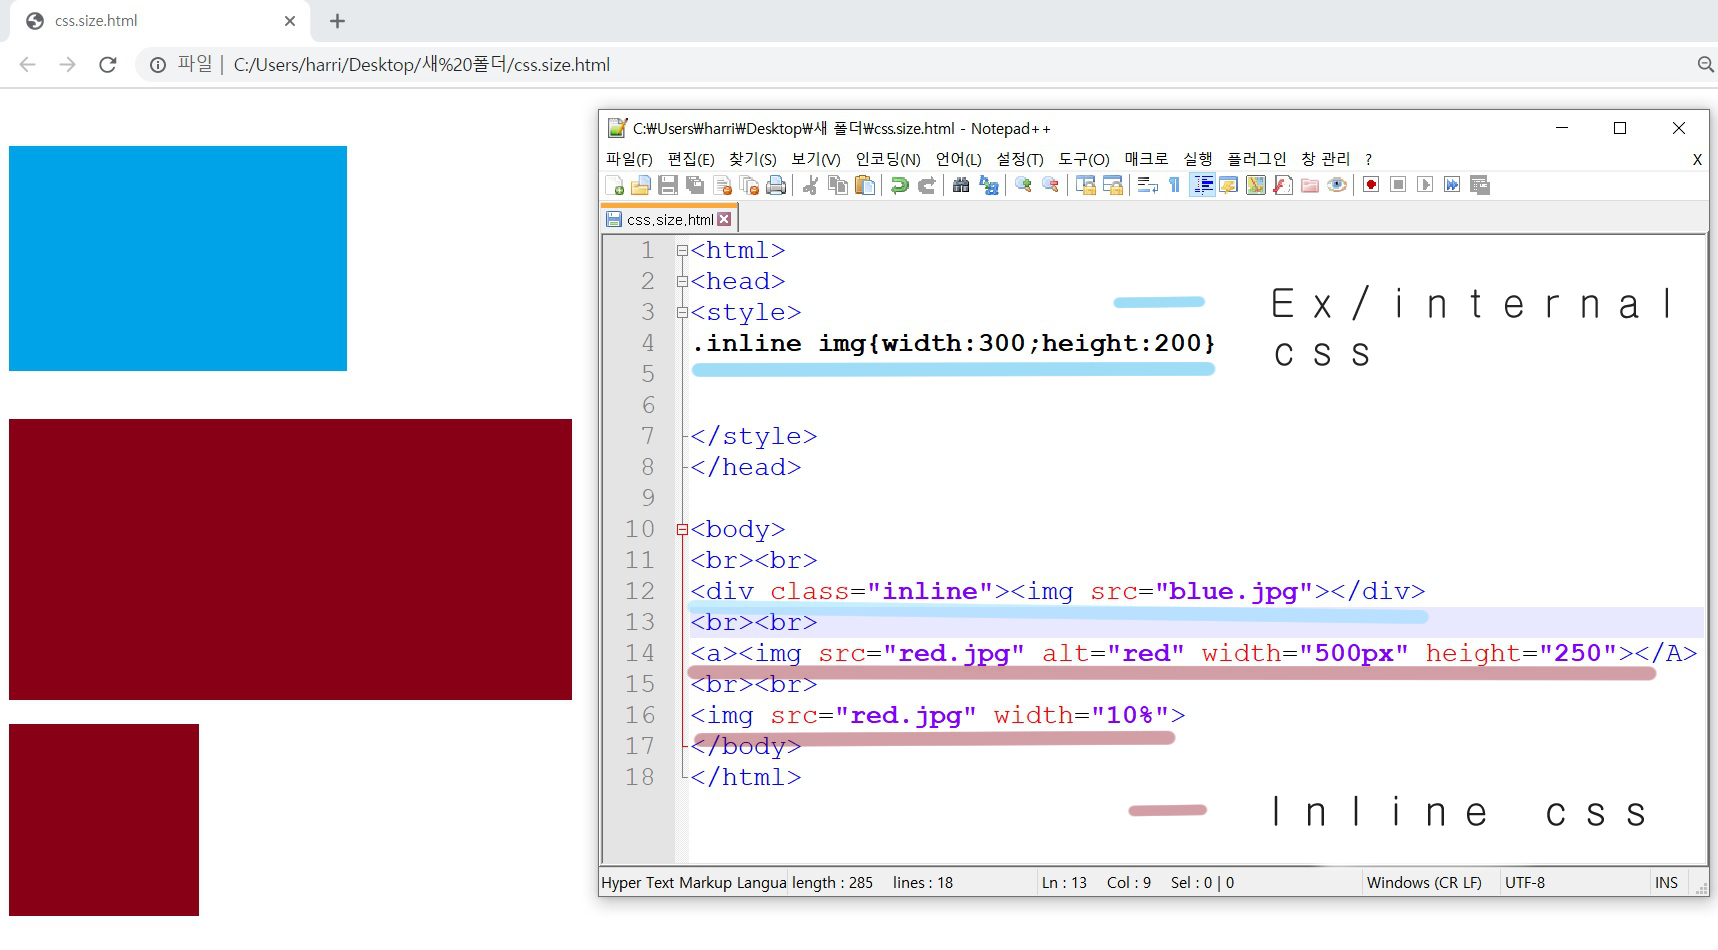 css.size.html
파일 | C:/Users/harri/Desktop/새%20폴더/css.size.html
C:₩Users₩harri₩Desktop₩새 폴더₩css.size.html - Notepad++
파일(F) 편집(E) 찾기(S) 보기(V) 인코딩(N) 언어(L) 설정(T) 도구(O) 매크로 실행 플러그인 창 관리 ? X
css.size.html
1 <html>
2 <head>
3 <style>
4 .inline img{width:300;height:200}
5
6
7 </style>
8 </head>
9
10 <body>
11 <br><br>
12 <div class="inline"><img src="blue.jpg"></div>
13 <br><br>
14 <a><img src="red.jpg" alt="red" width="500px" height="250"></A>
15 <br><br>
16 <img src="red.jpg" width="10%">
17 </body>
18 </html>
Ex/internal
css
Inline css
Hyper Text Markup Langua length : 285 lines : 18 Ln : 13 Col : 9 Sel : 0 | 0 Windows (CR LF) UTF-8 INS